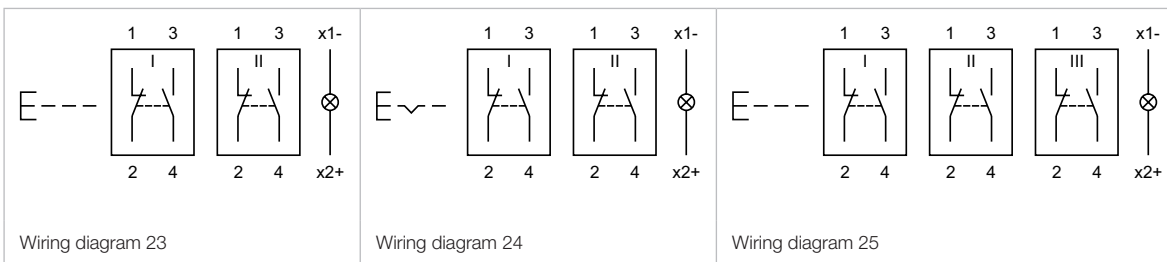 1 3 1 3 x1-
I II
2 4 2 4 x2+
Wiring diagram 23
1 3 1 3 x1-
I II
2 4 2 4 x2+
Wiring diagram 24
1 3 1 3 1 3 x1-
I II III
2 4 2 4 2 4 x2+
Wiring diagram 25